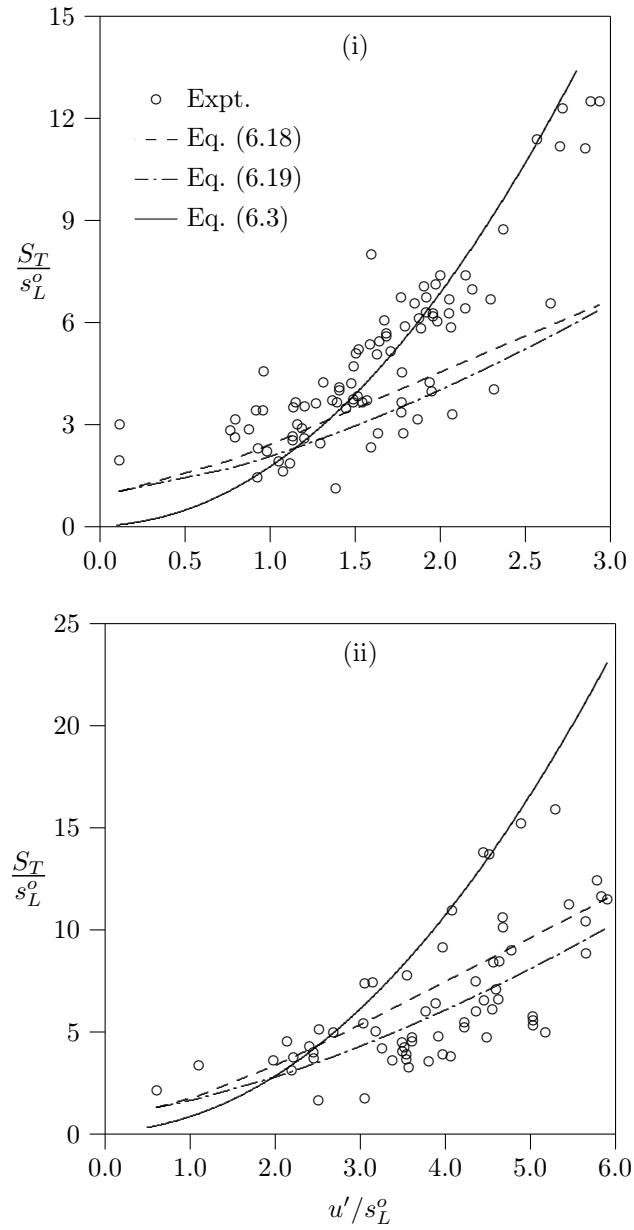 15
(i)
Expt.
12
Eq. (6.18)
Eq. (6.19)
9
Eq. (6.3)
S_T
s_L^o
6
3
0
0.0 0.5 1.0 1.5 2.0 2.5 3.0
25
(ii)
20
15
S_T
s_L^o
10
5
0
0.0 1.0 2.0 3.0 4.0 5.0 6.0
u′/s_L^o